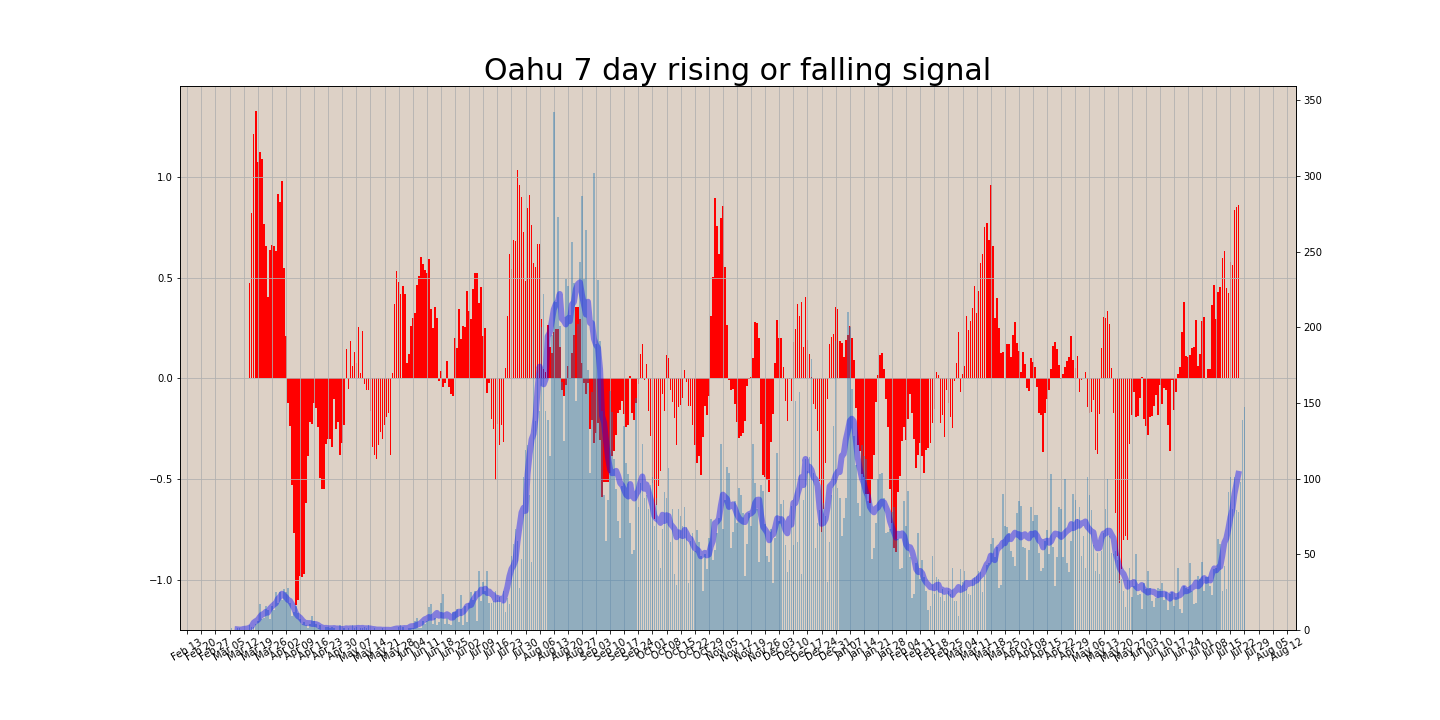 Oahu 7 day rising or falling signal
1.0
0.5
0.0
−0.5
−1.0
350
300
250
200
150
100
50
0
Feb 13
Feb 20
Feb 27
Mar 05
Mar 12
Mar 19
Mar 26
Apr 02
Apr 09
Apr 16
Apr 23
Apr 30
May 07
May 14
May 21
May 28
Jun 04
Jun 11
Jun 18
Jun 25
Jul 02
Jul 09
Jul 16
Jul 23
Jul 30
Aug 06
Aug 13
Aug 20
Aug 27
Sep 03
Sep 10
Sep 17
Sep 24
Oct 01
Oct 08
Oct 15
Oct 22
Oct 29
Nov 05
Nov 12
Nov 19
Nov 26
Dec 03
Dec 10
Dec 17
Dec 24
Dec 31
Jan 07
Jan 14
Jan 21
Jan 28
Feb 04
Feb 11
Feb 18
Feb 25
Mar 04
Mar 11
Mar 18
Mar 25
Apr 01
Apr 08
Apr 15
Apr 22
Apr 29
May 06
May 13
May 20
May 27
Jun 03
Jun 10
Jun 17
Jun 24
Jul 01
Jul 08
Jul 15
Jul 22
Jul 29
Aug 05
Aug 12